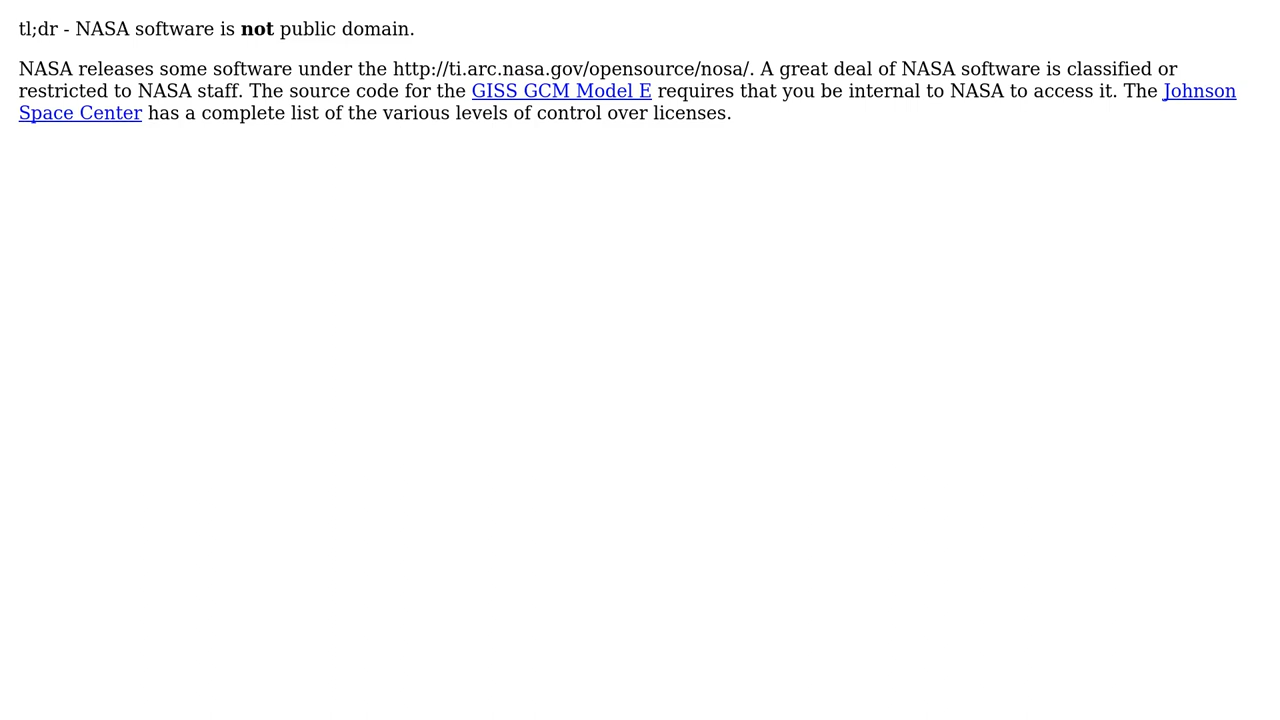 tl;dr - NASA software is not public domain.
NASA releases some software under the http://ti.arc.nasa.gov/opensource/nosa/. A great deal of NASA software is classified or
restricted to NASA staff. The source code for the GISS GCM Model E requires that you be internal to NASA to access it. The Johnson
Space Center has a complete list of the various levels of control over licenses.